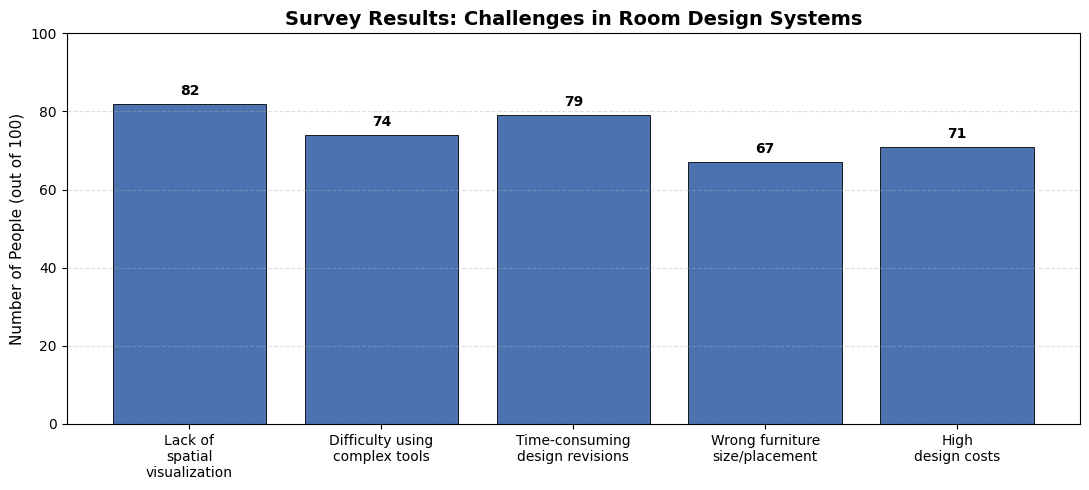 Survey Results: Challenges in Room Design Systems
Number of People (out of 100)
100
80
60
40
20
0
82
74
79
67
71
Lack of
spatial
visualization
Difficulty using
complex tools
Time-consuming
design revisions
Wrong furniture
size/placement
High
design costs